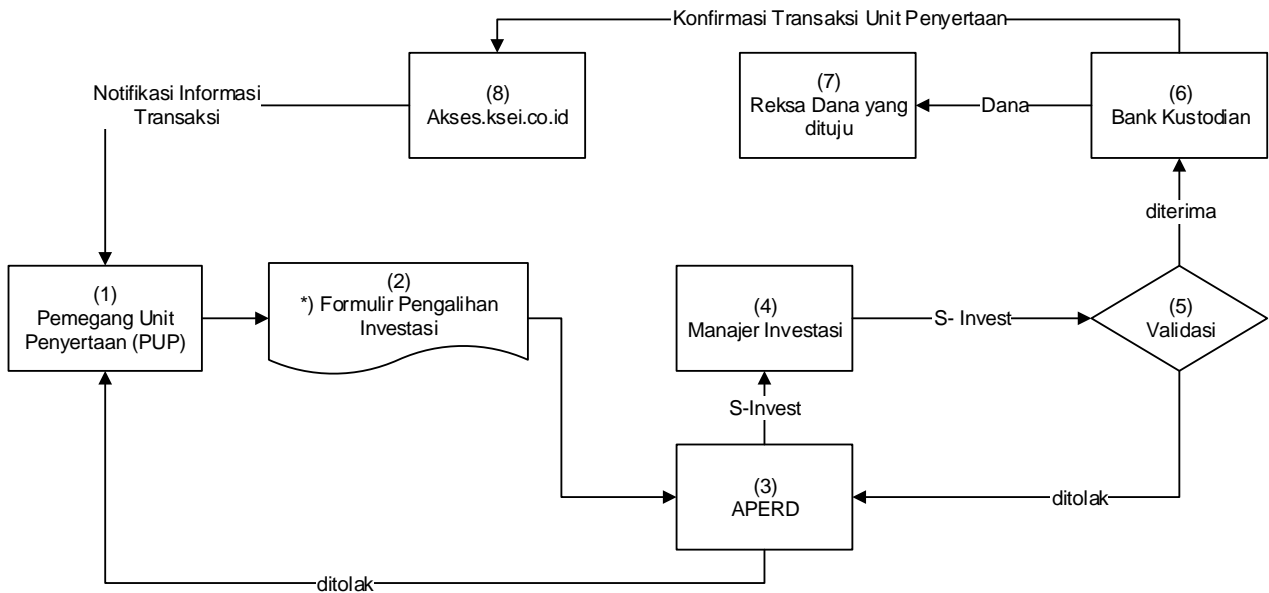 Konfirmasi Transaksi Unit Penyertaan
Notifikasi Informasi
Transaksi
(8)
Akses.ksei.co.id
(7)
Reksa Dana yang
dituju
Dana
(6)
Bank Kustodian
diterima
(1)
Pemegang Unit
Penyertaan (PUP)
(2)
*) Formulir Pengalihan
Investasi
(4)
Manajer Investasi
S- Invest
(5)
Validasi
S-Invest
(3)
APERD
ditolak
ditolak